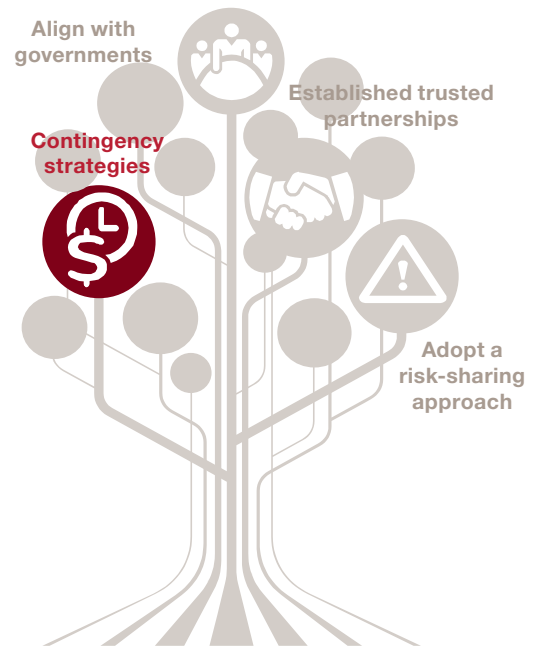 Align with
governments
Established trusted
partnerships
Contingency
strategies
$
!
Adopt a
risk-sharing
approach